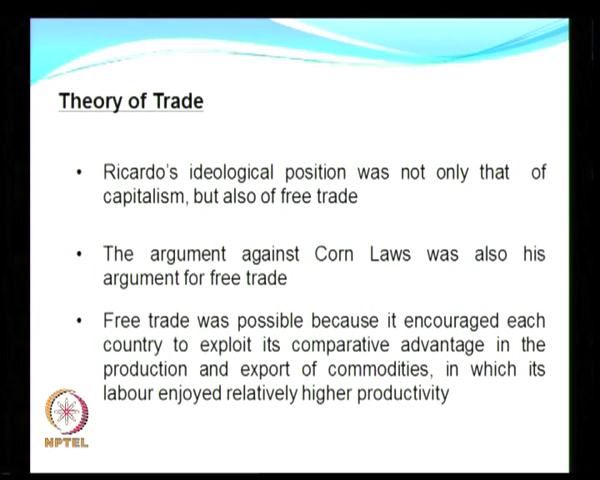 Theory of Trade
• Ricardo's ideological position was not only that of
capitalism, but also of free trade
• The argument against Corn Laws was also his
argument for free trade
• Free trade was possible because it encouraged each
country to exploit its comparative advantage in the
production and export of commodities, in which its
labour enjoyed relatively higher productivity
NPTEL